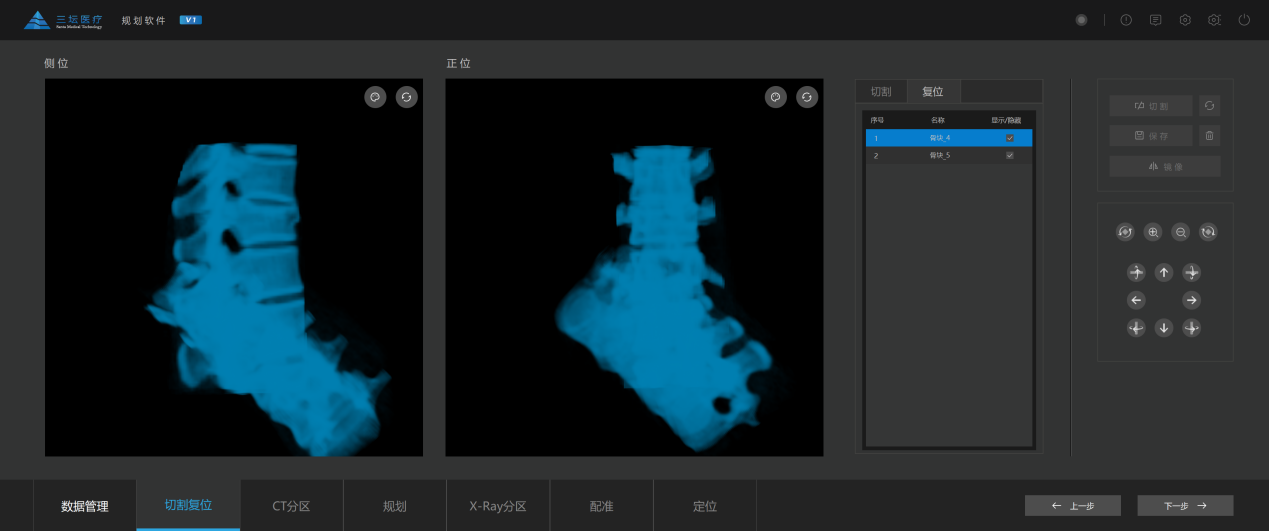 三坛医疗 规划软件 V1
Santa Medical Technology
侧位
正位
切割 复位
序号 名称 显示/隐藏
1 骨块_4
2 骨块_5
切割
保存
镜像
数据管理 切割复位 CT分区 规划 X-Ray分区 配准 定位
← 上一步 下一步 →